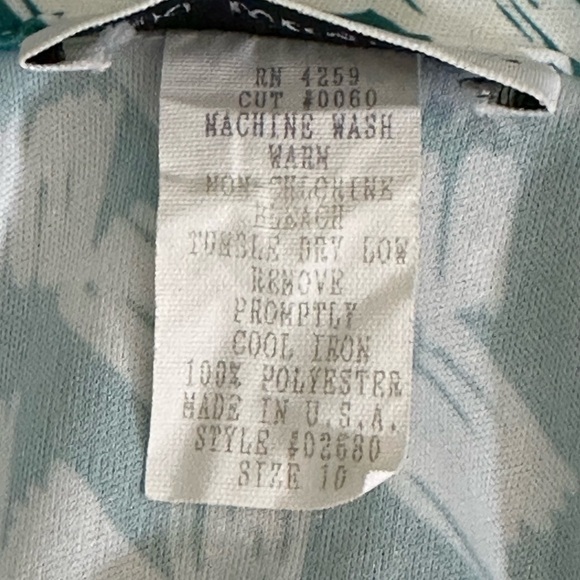 RN 4259
CUT #0060
MACHINE WASH
WARM
NON-CHLORINE
BLEACH
TUMBLE DRY LOW
REMOVE
PROMPTLY
COOL IRON
100% POLYESTER
MADE IN U.S.A.
STYLE #02680
SIZE 10